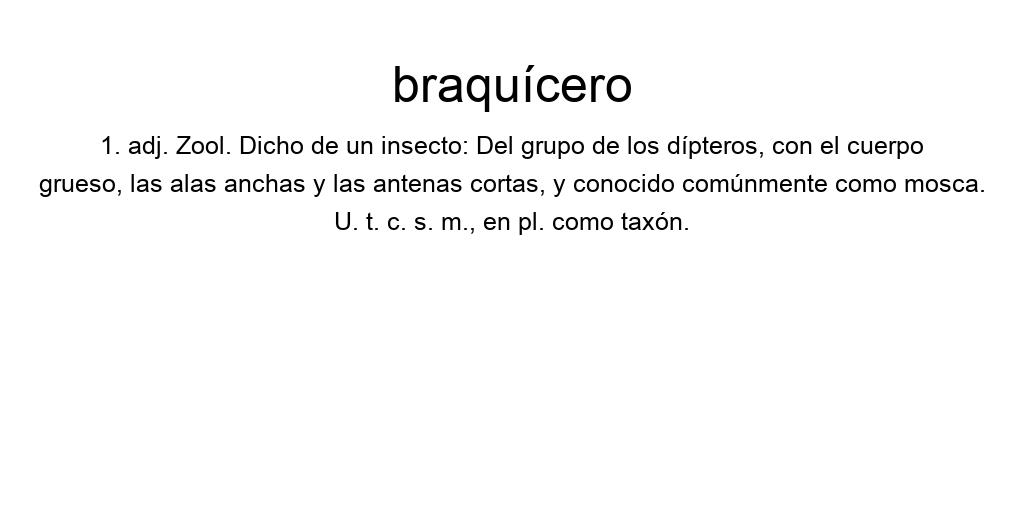 braquícero
1. adj. Zool. Dicho de un insecto: Del grupo de los dípteros, con el cuerpo
grueso, las alas anchas y las antenas cortas, y conocido comúnmente como mosca.
U. t. c. s. m., en pl. como taxón.